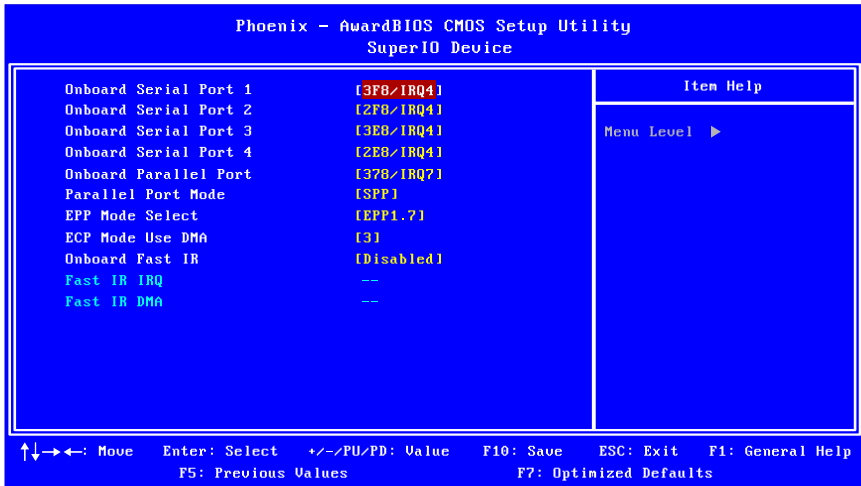 Phoenix - AwardBIOS CMOS Setup Utility
SuperIO Device
Onboard Serial Port 1 [3F8/IRQ4]
Onboard Serial Port 2 [2F8/IRQ4]
Onboard Serial Port 3 [3E8/IRQ4]
Onboard Serial Port 4 [2E8/IRQ4]
Onboard Parallel Port [378/IRQ7]
Parallel Port Mode [SPP]
EPP Mode Select [EPP1.7]
ECP Mode Use DMA [3]
Onboard Fast IR [Disabled]
Fast IR IRQ --
Fast IR DMA --
Item Help
Menu Level ▶
↑↓→←: Move Enter: Select +/-/PU/PD: Value F10: Save ESC: Exit F1: General Help
F5: Previous Values F7: Optimized Defaults